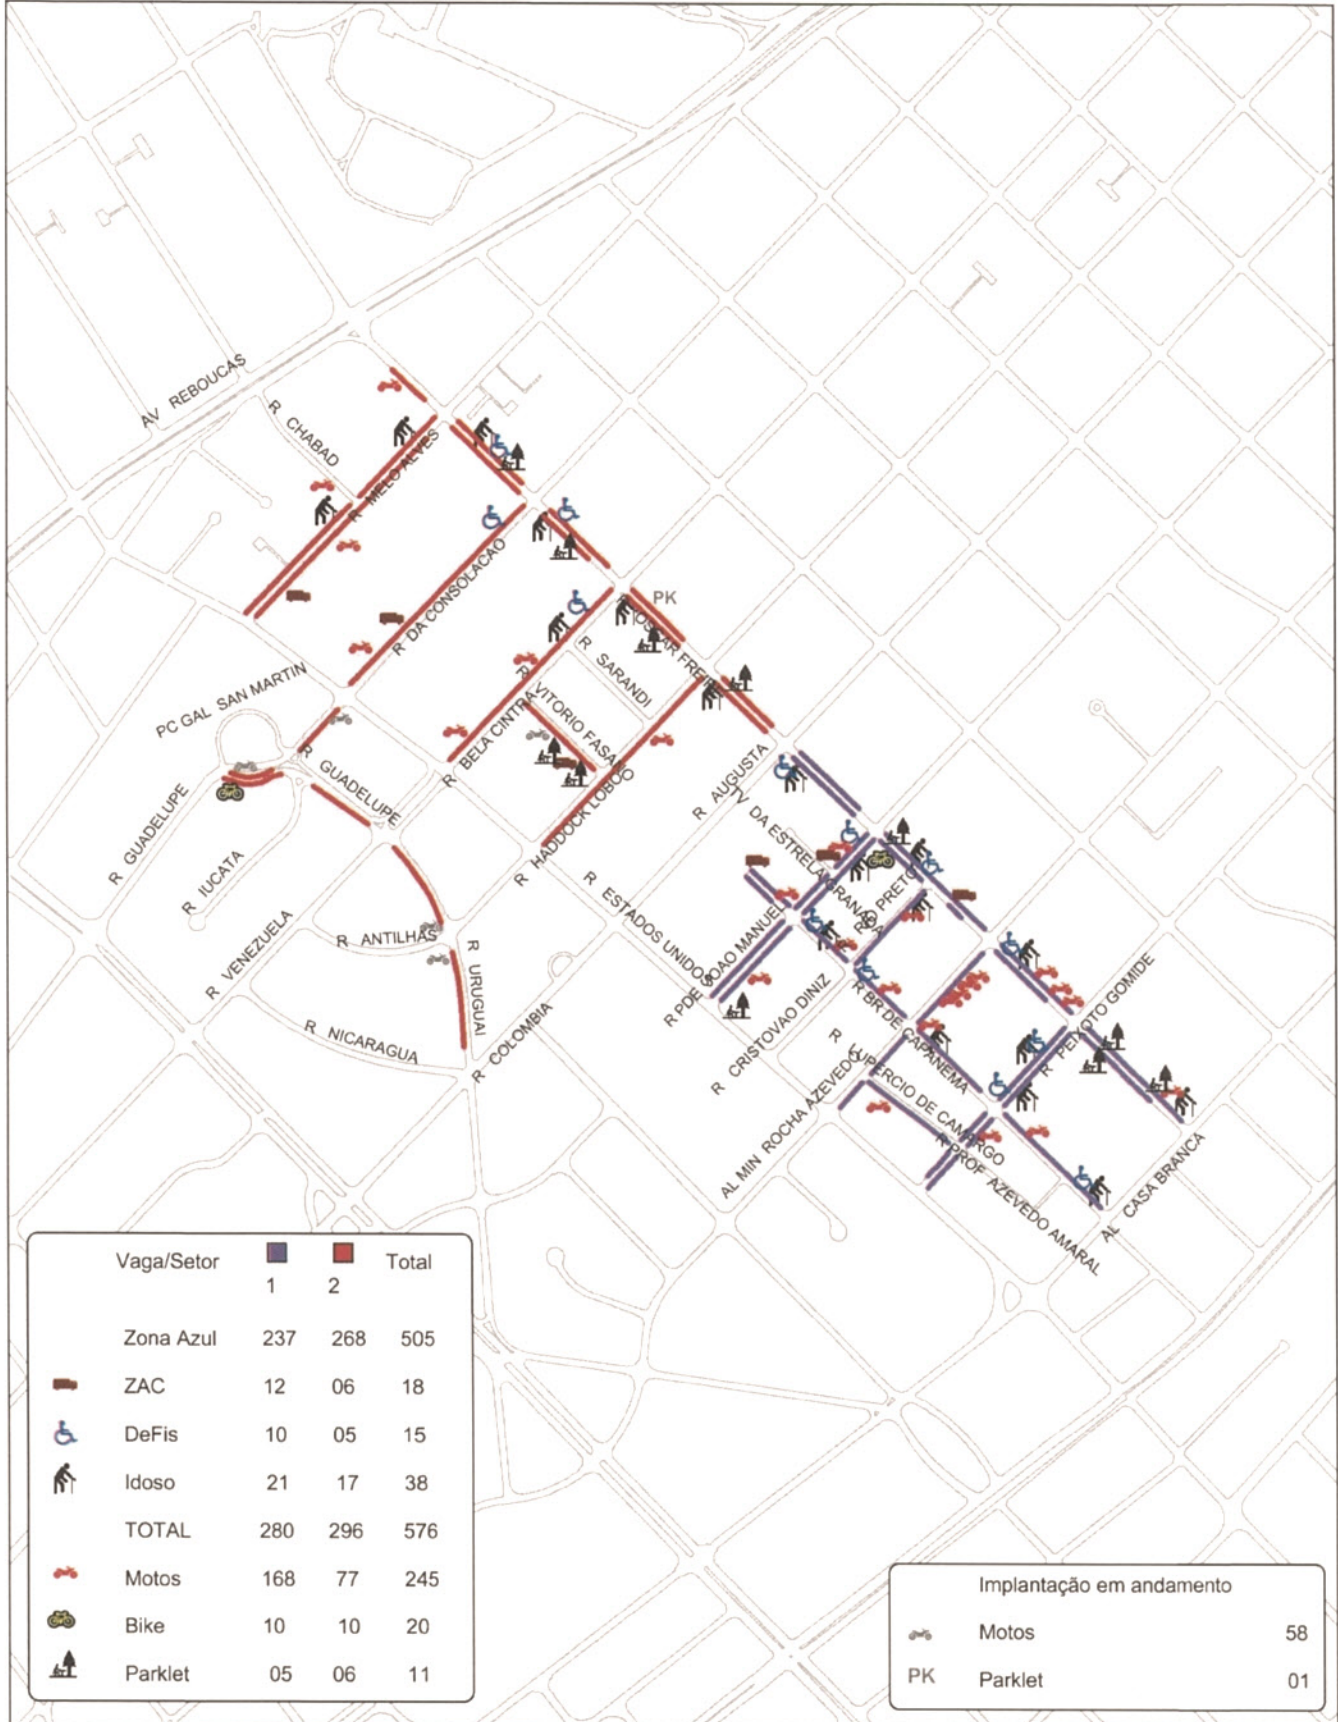 AV REBOUCAS
R CHABAD
R MELO ALVES
R DA CONSOLACAO
PK
R OSCAR FREIRE
R SARANDI
PC GAL SAN MARTIN
R VITORIO FASANO
R BELA CINTRA
R GUADELUPE
R AUGUSTA
R GUADELUPE
R HADDOCK LOBO
TV DA ESTRELA
R IUCATA
R ESTADOS UNIDOS
GRANADA
R RIO PRETO
R VENEZUELA
R ANTILHAS
R URUGUAI
R PDE JOAO MANUEL
R PEIXOTO GOMIDE
R NICARAGUA
R COLOMBIA
R CRISTOVAO DINIZ
R BR DE CAPANEMA
R LUPERCIO DE CAMARGO
AL MIN ROCHA AZEVEDO
R PROF AZEVEDO AMARAL
AL CASA BRANCA
Vaga/Setor 1 2 Total
Zona Azul 237 268 505
ZAC 12 06 18
DeFis 10 05 15
Idoso 21 17 38
TOTAL 280 296 576
Motos 168 77 245
Bike 10 10 20
Parklet 05 06 11
Implantação em andamento
Motos 58
PK Parklet 01